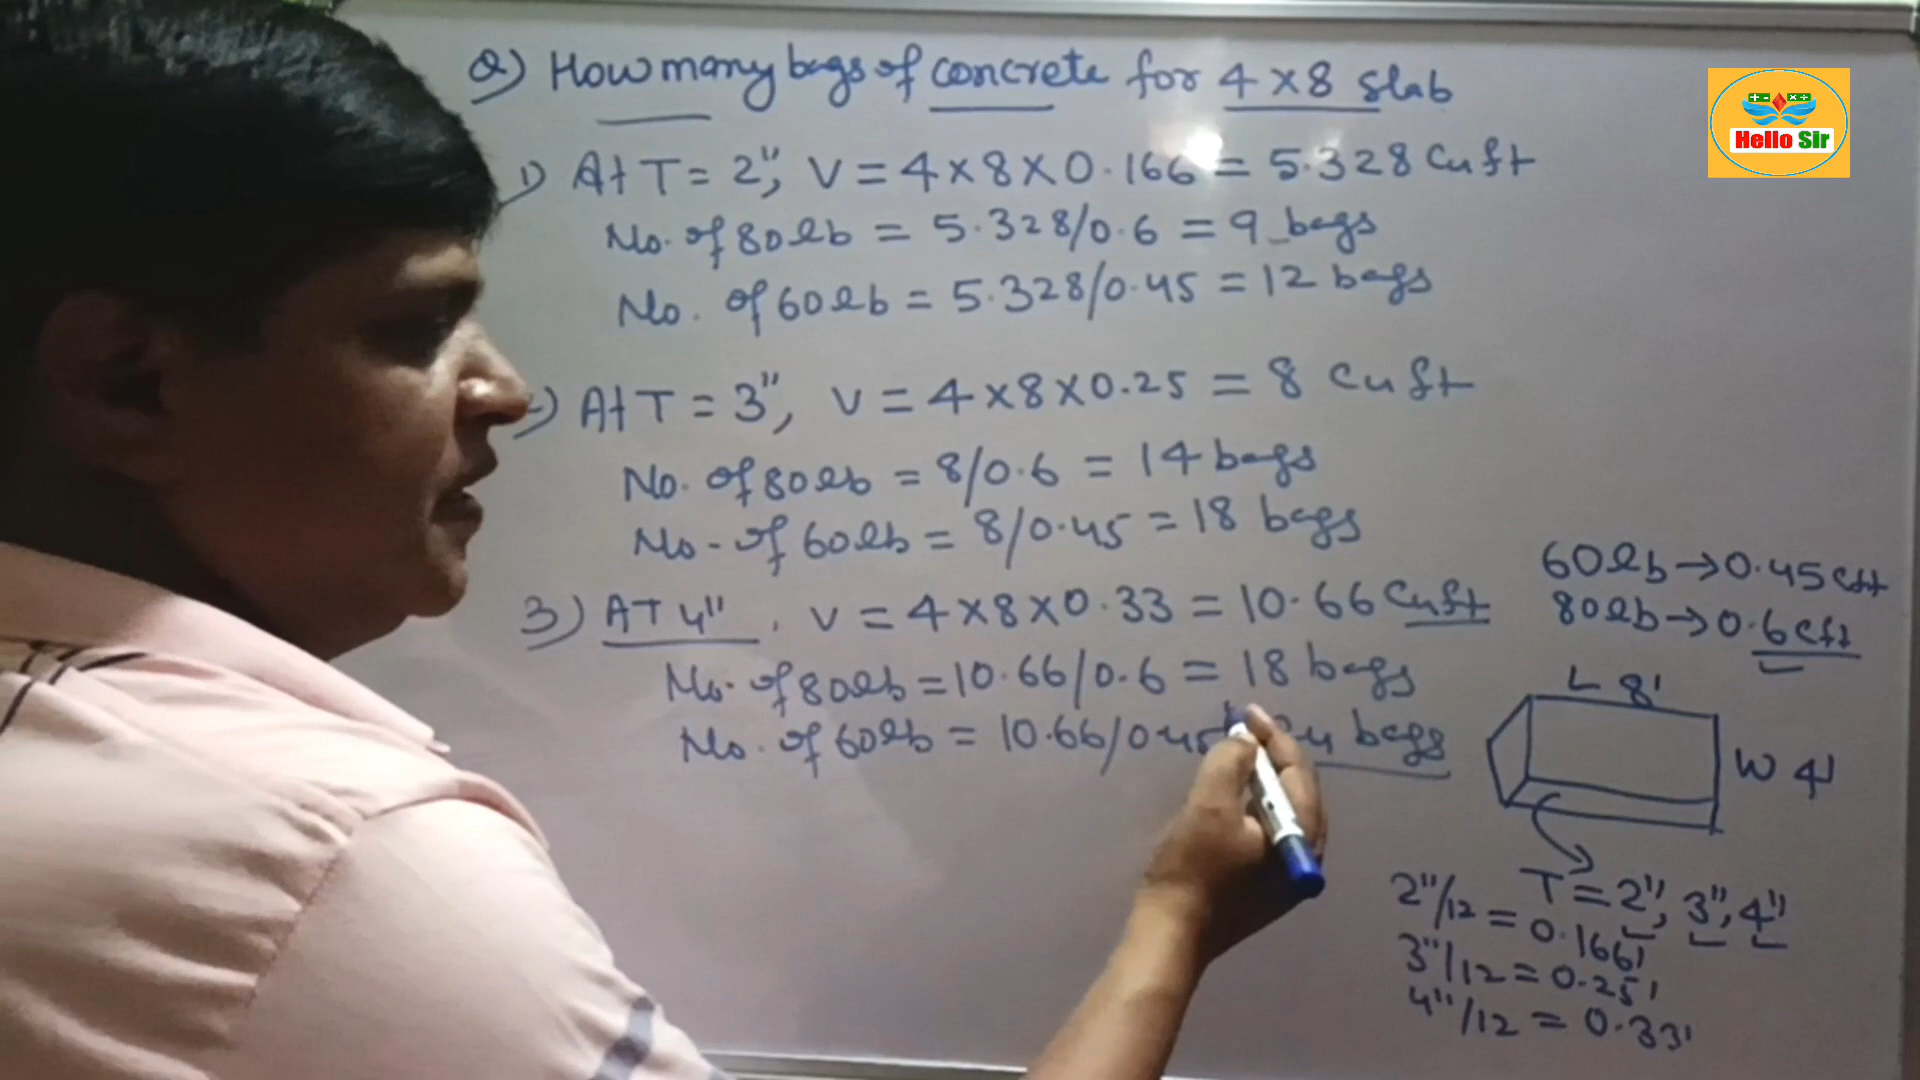 Q) How many bags of concrete for 4 x 8 slab
1) At T = 2", V = 4 x 8 x 0.166 = 5.328 Cu ft
No. of 80 lb = 5.328/0.6 = 9 bags
No. of 60 lb = 5.328/0.45 = 12 bags
) At T = 3", V = 4 x 8 x 0.25 = 8 Cu ft
No. of 80 lb = 8/0.6 = 14 bags
No. of 60 lb = 8/0.45 = 18 bags
3) AT 4", V = 4 x 8 x 0.33 = 10.66 Cu ft
No. of 80 lb = 10.66/0.6 = 18 bags
No. of 60 lb = 10.66/0.45 24 bags
60 lb → 0.45 Cft
80 lb → 0.6 Cft
L 8'
W 4'
T = 2", 3", 4"
2"/12 = 0.166'
3"/12 = 0.25'
4"/12 = 0.33'
+ - × ÷
Hello Sir